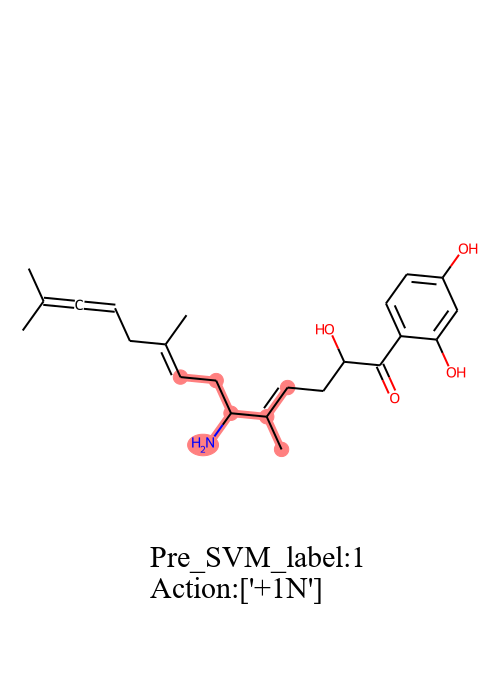 OH
C
HO
OH
O
H2N
Pre_SVM_label:1
Action:['+1N']